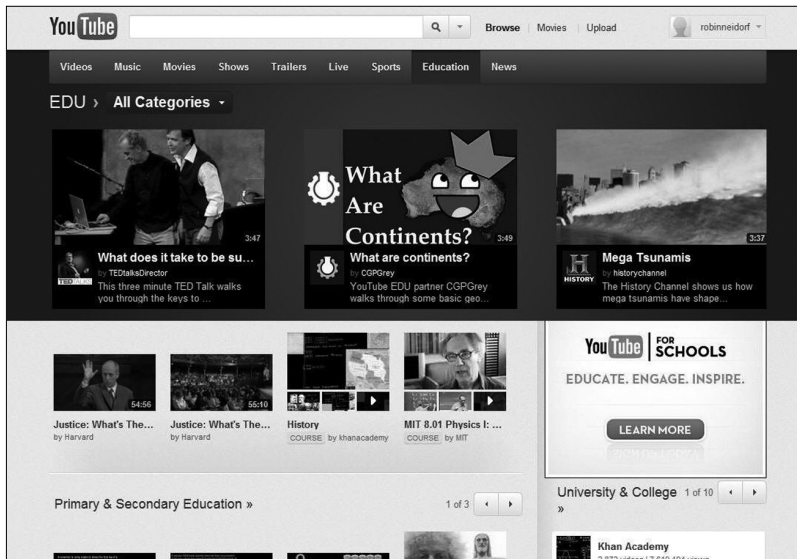 YouTube
Browse | Movies | Upload
robinneidorf
Videos Music Movies Shows Trailers Live Sports Education News
EDU › All Categories
3:47
What does it take to be su...
TED TALKS
by TEDtalksDirector
This three minute TED Talk walks
you through the keys to ...
What
Are
Continents?
3:49
What are continents?
by CGPGrey
YouTube EDU partner CGPGrey
walks through some basic geo...
3:37
Mega Tsunamis
H
HISTORY
by historychannel
The History Channel shows us how
mega tsunamis have shape...
54:56
Justice: What's The...
by Harvard
55:10
Justice: What's The...
by Harvard
History
COURSE by khanacademy
MIT 8.01 Physics I: ...
COURSE by MIT
YouTube | FOR
SCHOOLS
EDUCATE. ENGAGE. INSPIRE.
LEARN MORE
Primary & Secondary Education »
1 of 3
University & College
»
1 of 10
Khan Academy